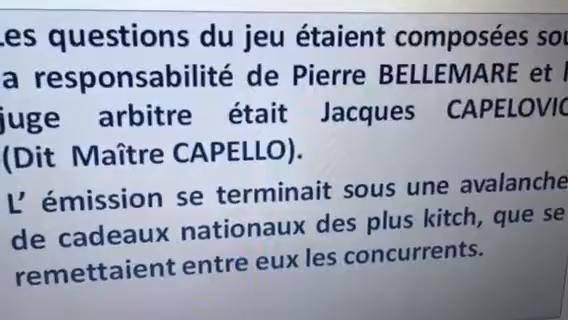 Les questions du jeu étaient composées sou
a responsabilité de Pierre BELLEMARE et l
juge arbitre était Jacques CAPELOVIC
(Dit Maître CAPELLO).
L’ émission se terminait sous une avalanche
de cadeaux nationaux des plus kitch, que se
remettaient entre eux les concurrents.